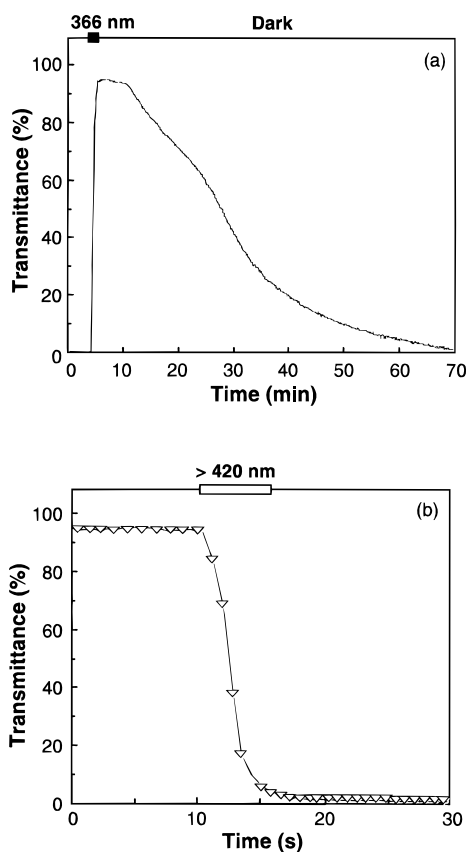 366 nm Dark
(a)
Transmittance (%)
100
80
60
40
20
0
0 10 20 30 40 50 60 70
Time (min)
> 420 nm
(b)
Transmittance (%)
100
80
60
40
20
0
0 10 20 30
Time (s)